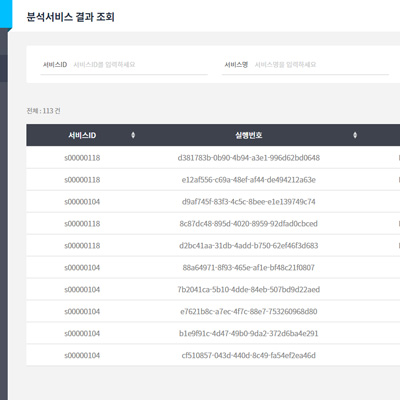 분석서비스 결과 조회
서비스ID 서비스ID를 입력하세요 서비스명 서비스명을 입력하세요
전체 : 113 건
서비스ID 실행번호
s00000118 d381783b-0b90-4b94-a3e1-996d62bd0648
s00000118 e12af556-c69a-48ef-af44-de494212a63e
s00000104 d9af745f-83f3-4c5c-8bee-e1e139749c74
s00000118 8c87dc48-895d-4020-8959-92dfad0cbced
s00000118 d2bc41aa-31db-4add-b750-62ef46f3d683
s00000104 88a64971-8f93-465e-af1e-bf48c21f0807
s00000104 7b2041ca-5b10-4dde-84eb-507bd9d22aed
s00000104 e7621b8c-a7ec-4f7c-88e7-753260968d80
s00000104 b1e9f91c-4d47-49b0-9da2-372d6ba4e291
s00000104 cf510857-043d-440d-8c49-fa54ef2ea46d